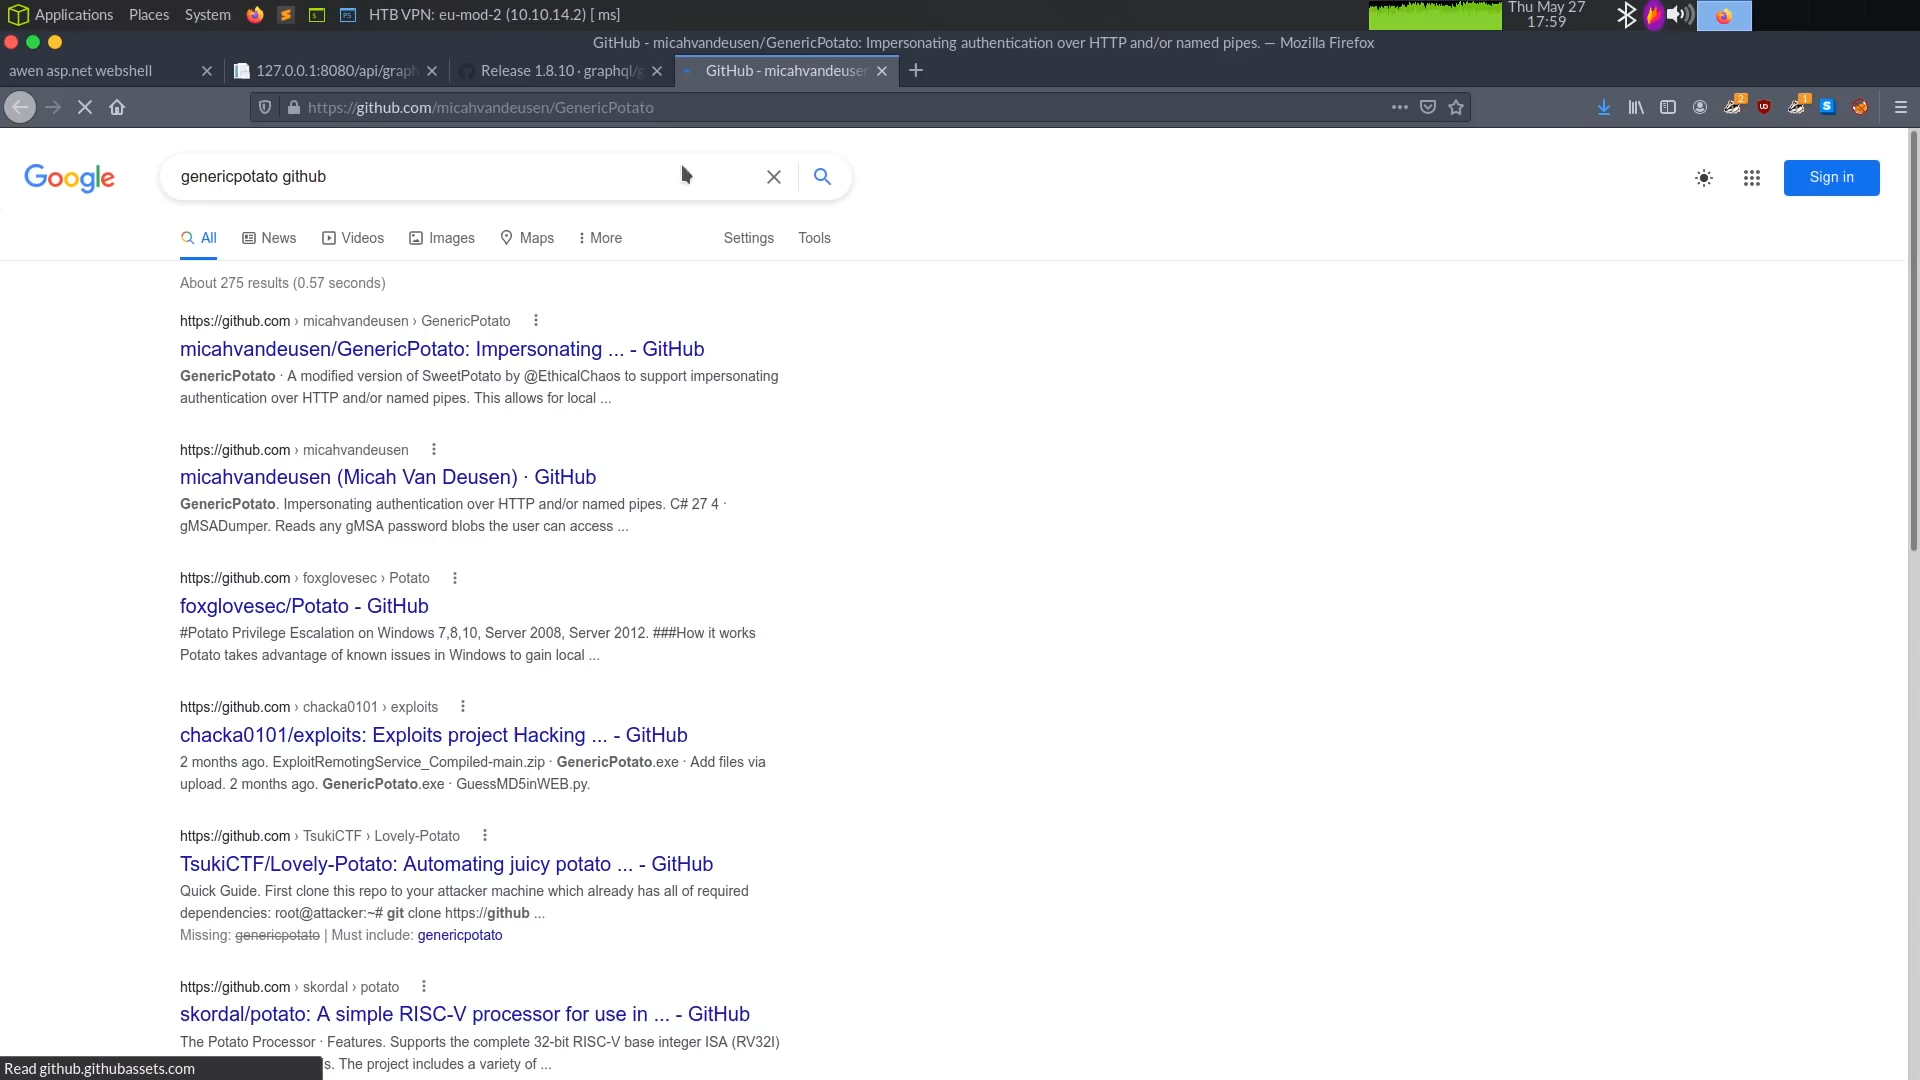 Applications Places System HTB VPN: eu-mod-2 (10.10.14.2) [ ms] Thu May 27
17:59
GitHub - micahvandeusen/GenericPotato: Impersonating authentication over HTTP and/or named pipes. — Mozilla Firefox
awen asp.net webshell 127.0.0.1:8080/api/graph Release 1.8.10 · graphql/g GitHub - micahvandeuser
https://github.com/micahvandeusen/GenericPotato
2 1
Google genericpotato github Sign in
All News Videos Images Maps More Settings Tools
About 275 results (0.57 seconds)
https://github.com › micahvandeusen › GenericPotato
micahvandeusen/GenericPotato: Impersonating ... - GitHub
GenericPotato · A modified version of SweetPotato by @EthicalChaos to support impersonating
authentication over HTTP and/or named pipes. This allows for local ...
https://github.com › micahvandeusen
micahvandeusen (Micah Van Deusen) · GitHub
GenericPotato. Impersonating authentication over HTTP and/or named pipes. C# 27 4 ·
gMSADumper. Reads any gMSA password blobs the user can access ...
https://github.com › foxglovesec › Potato
foxglovesec/Potato - GitHub
#Potato Privilege Escalation on Windows 7,8,10, Server 2008, Server 2012. ###How it works
Potato takes advantage of known issues in Windows to gain local ...
https://github.com › chacka0101 › exploits
chacka0101/exploits: Exploits project Hacking ... - GitHub
2 months ago. ExploitRemotingService_Compiled-main.zip · GenericPotato.exe · Add files via
upload. 2 months ago. GenericPotato.exe · GuessMD5inWEB.py.
https://github.com › TsukiCTF › Lovely-Potato
TsukiCTF/Lovely-Potato: Automating juicy potato ... - GitHub
Quick Guide. First clone this repo to your attacker machine which already has all of required
dependencies: root@attacker:~# git clone https://github ...
Missing: genericpotato | Must include: genericpotato
https://github.com › skordal › potato
skordal/potato: A simple RISC-V processor for use in ... - GitHub
The Potato Processor · Features. Supports the complete 32-bit RISC-V base integer ISA (RV32I)
s. The project includes a variety of ...
Read github.githubassets.com